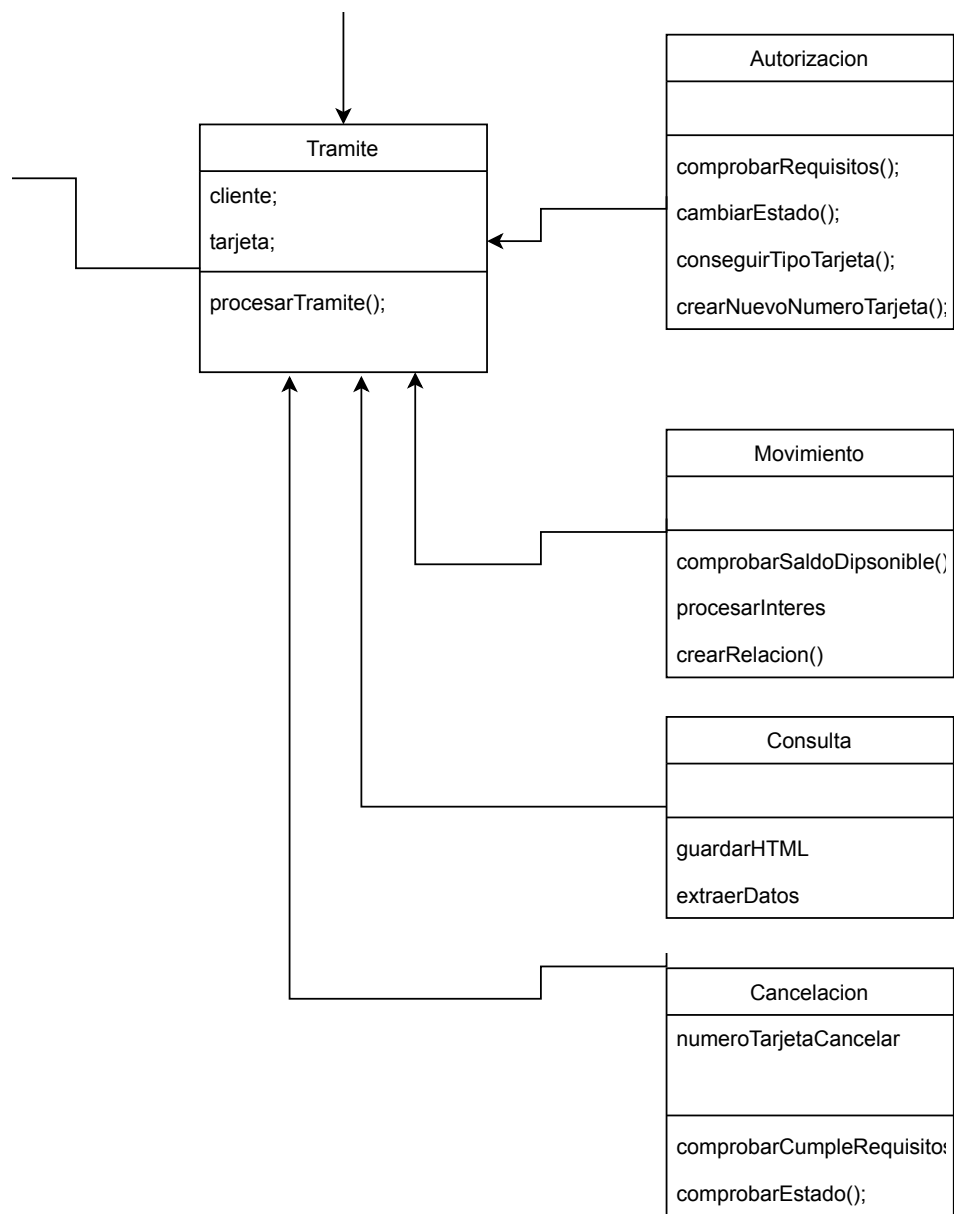 Tramite
cliente;
tarjeta;
procesarTramite();
Autorizacion
comprobarRequisitos();
cambiarEstado();
conseguirTipoTarjeta();
crearNuevoNumeroTarjeta();
Movimiento
comprobarSaldoDipsonible()
procesarInteres
crearRelacion()
Consulta
guardarHTML
extraerDatos
Cancelacion
numeroTarjetaCancelar
comprobarCumpleRequisitos
comprobarEstado();